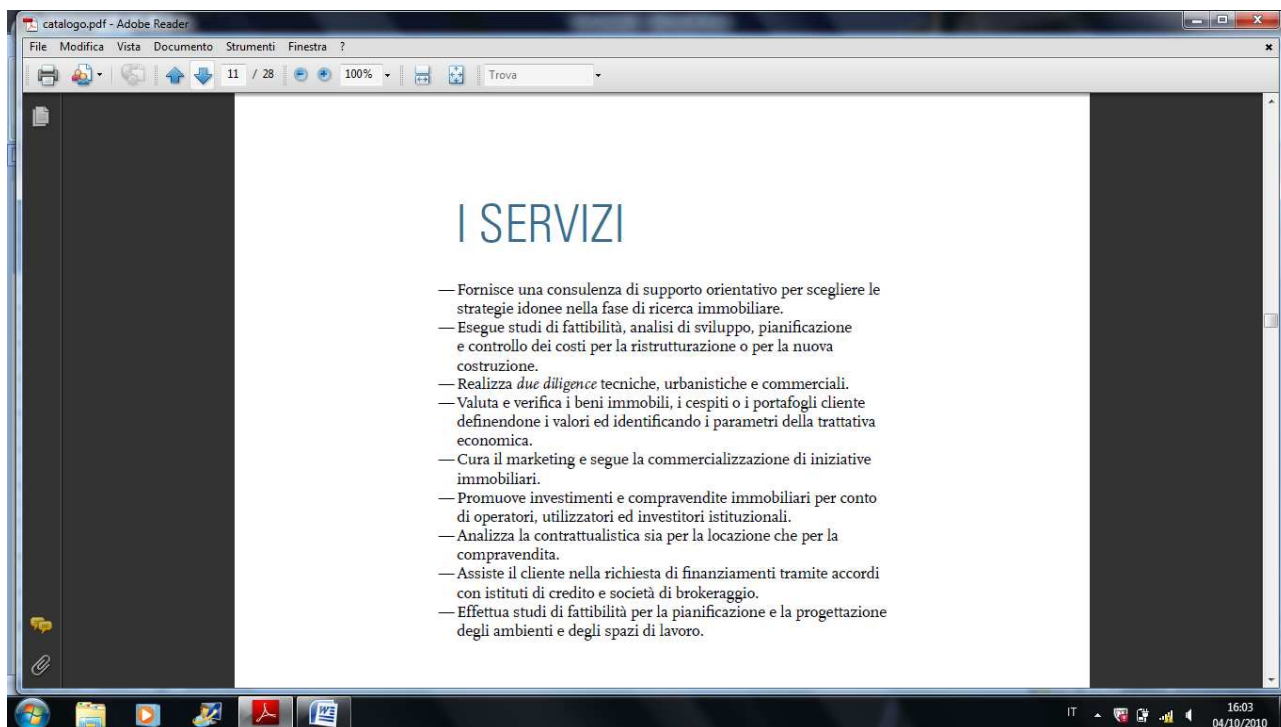 catalogo.pdf - Adobe Reader
File Modifica Vista Documento Strumenti Finestra ?
11 / 28 100% Trova
I SERVIZI
— Fornisce una consulenza di supporto orientativo per scegliere le
strategie idonee nella fase di ricerca immobiliare.
— Esegue studi di fattibilità, analisi di sviluppo, pianificazione
e controllo dei costi per la ristrutturazione o per la nuova
costruzione.
— Realizza due diligence tecniche, urbanistiche e commerciali.
— Valuta e verifica i beni immobili, i cespiti o i portafogli cliente
definendone i valori ed identificando i parametri della trattativa
economica.
— Cura il marketing e segue la commercializzazione di iniziative
immobiliari.
— Promuove investimenti e compravendite immobiliari per conto
di operatori, utilizzatori ed investitori istituzionali.
— Analizza la contrattualistica sia per la locazione che per la
compravendita.
— Assiste il cliente nella richiesta di finanziamenti tramite accordi
con istituti di credito e società di brokeraggio.
— Effettua studi di fattibilità per la pianificazione e la progettazione
degli ambienti e degli spazi di lavoro.
IT 16:03
04/10/2010